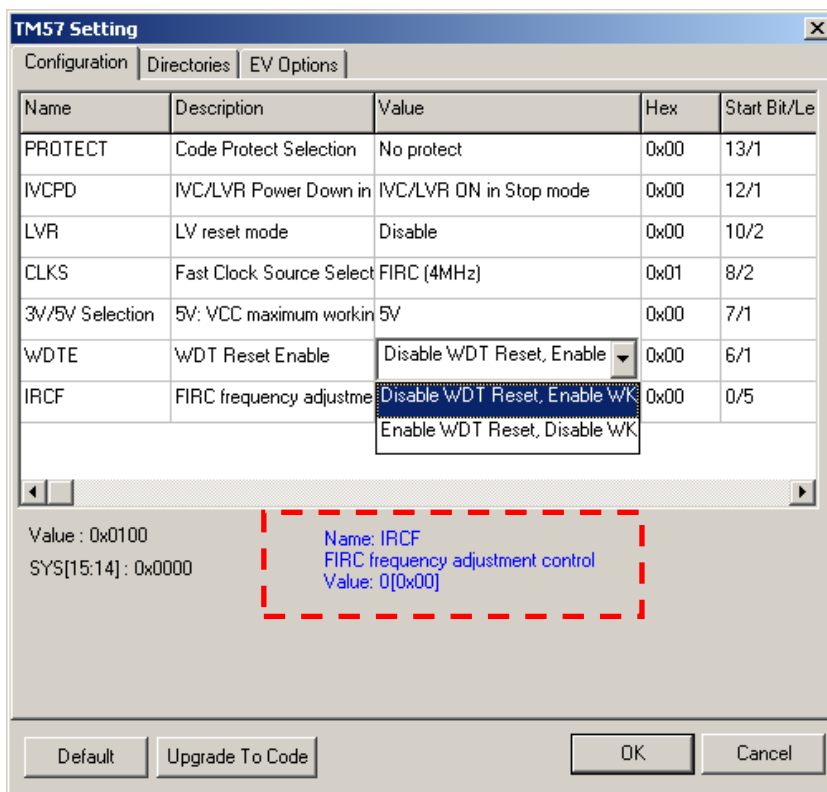 TM57 Setting
Configuration Directories EV Options
Name Description Value Hex Start Bit/Le
PROTECT Code Protect Selection No protect 0x00 13/1
IVCPD IVC/LVR Power Down in IVC/LVR ON in Stop mode 0x00 12/1
LVR LV reset mode Disable 0x00 10/2
CLKS Fast Clock Source Select FIRC (4MHz) 0x01 8/2
3V/5V Selection 5V: VCC maximum workin 5V 0x00 7/1
WDTE WDT Reset Enable Disable WDT Reset, Enable 0x00 6/1
IRCF FIRC frequency adjustme Disable WDT Reset, Enable WK 0x00 0/5
Enable WDT Reset, Disable WK
Value : 0x0100
SYS[15:14] : 0x0000
Name: IRCF
FIRC frequency adjustment control
Value: 0[0x00]
Default Upgrade To Code OK Cancel